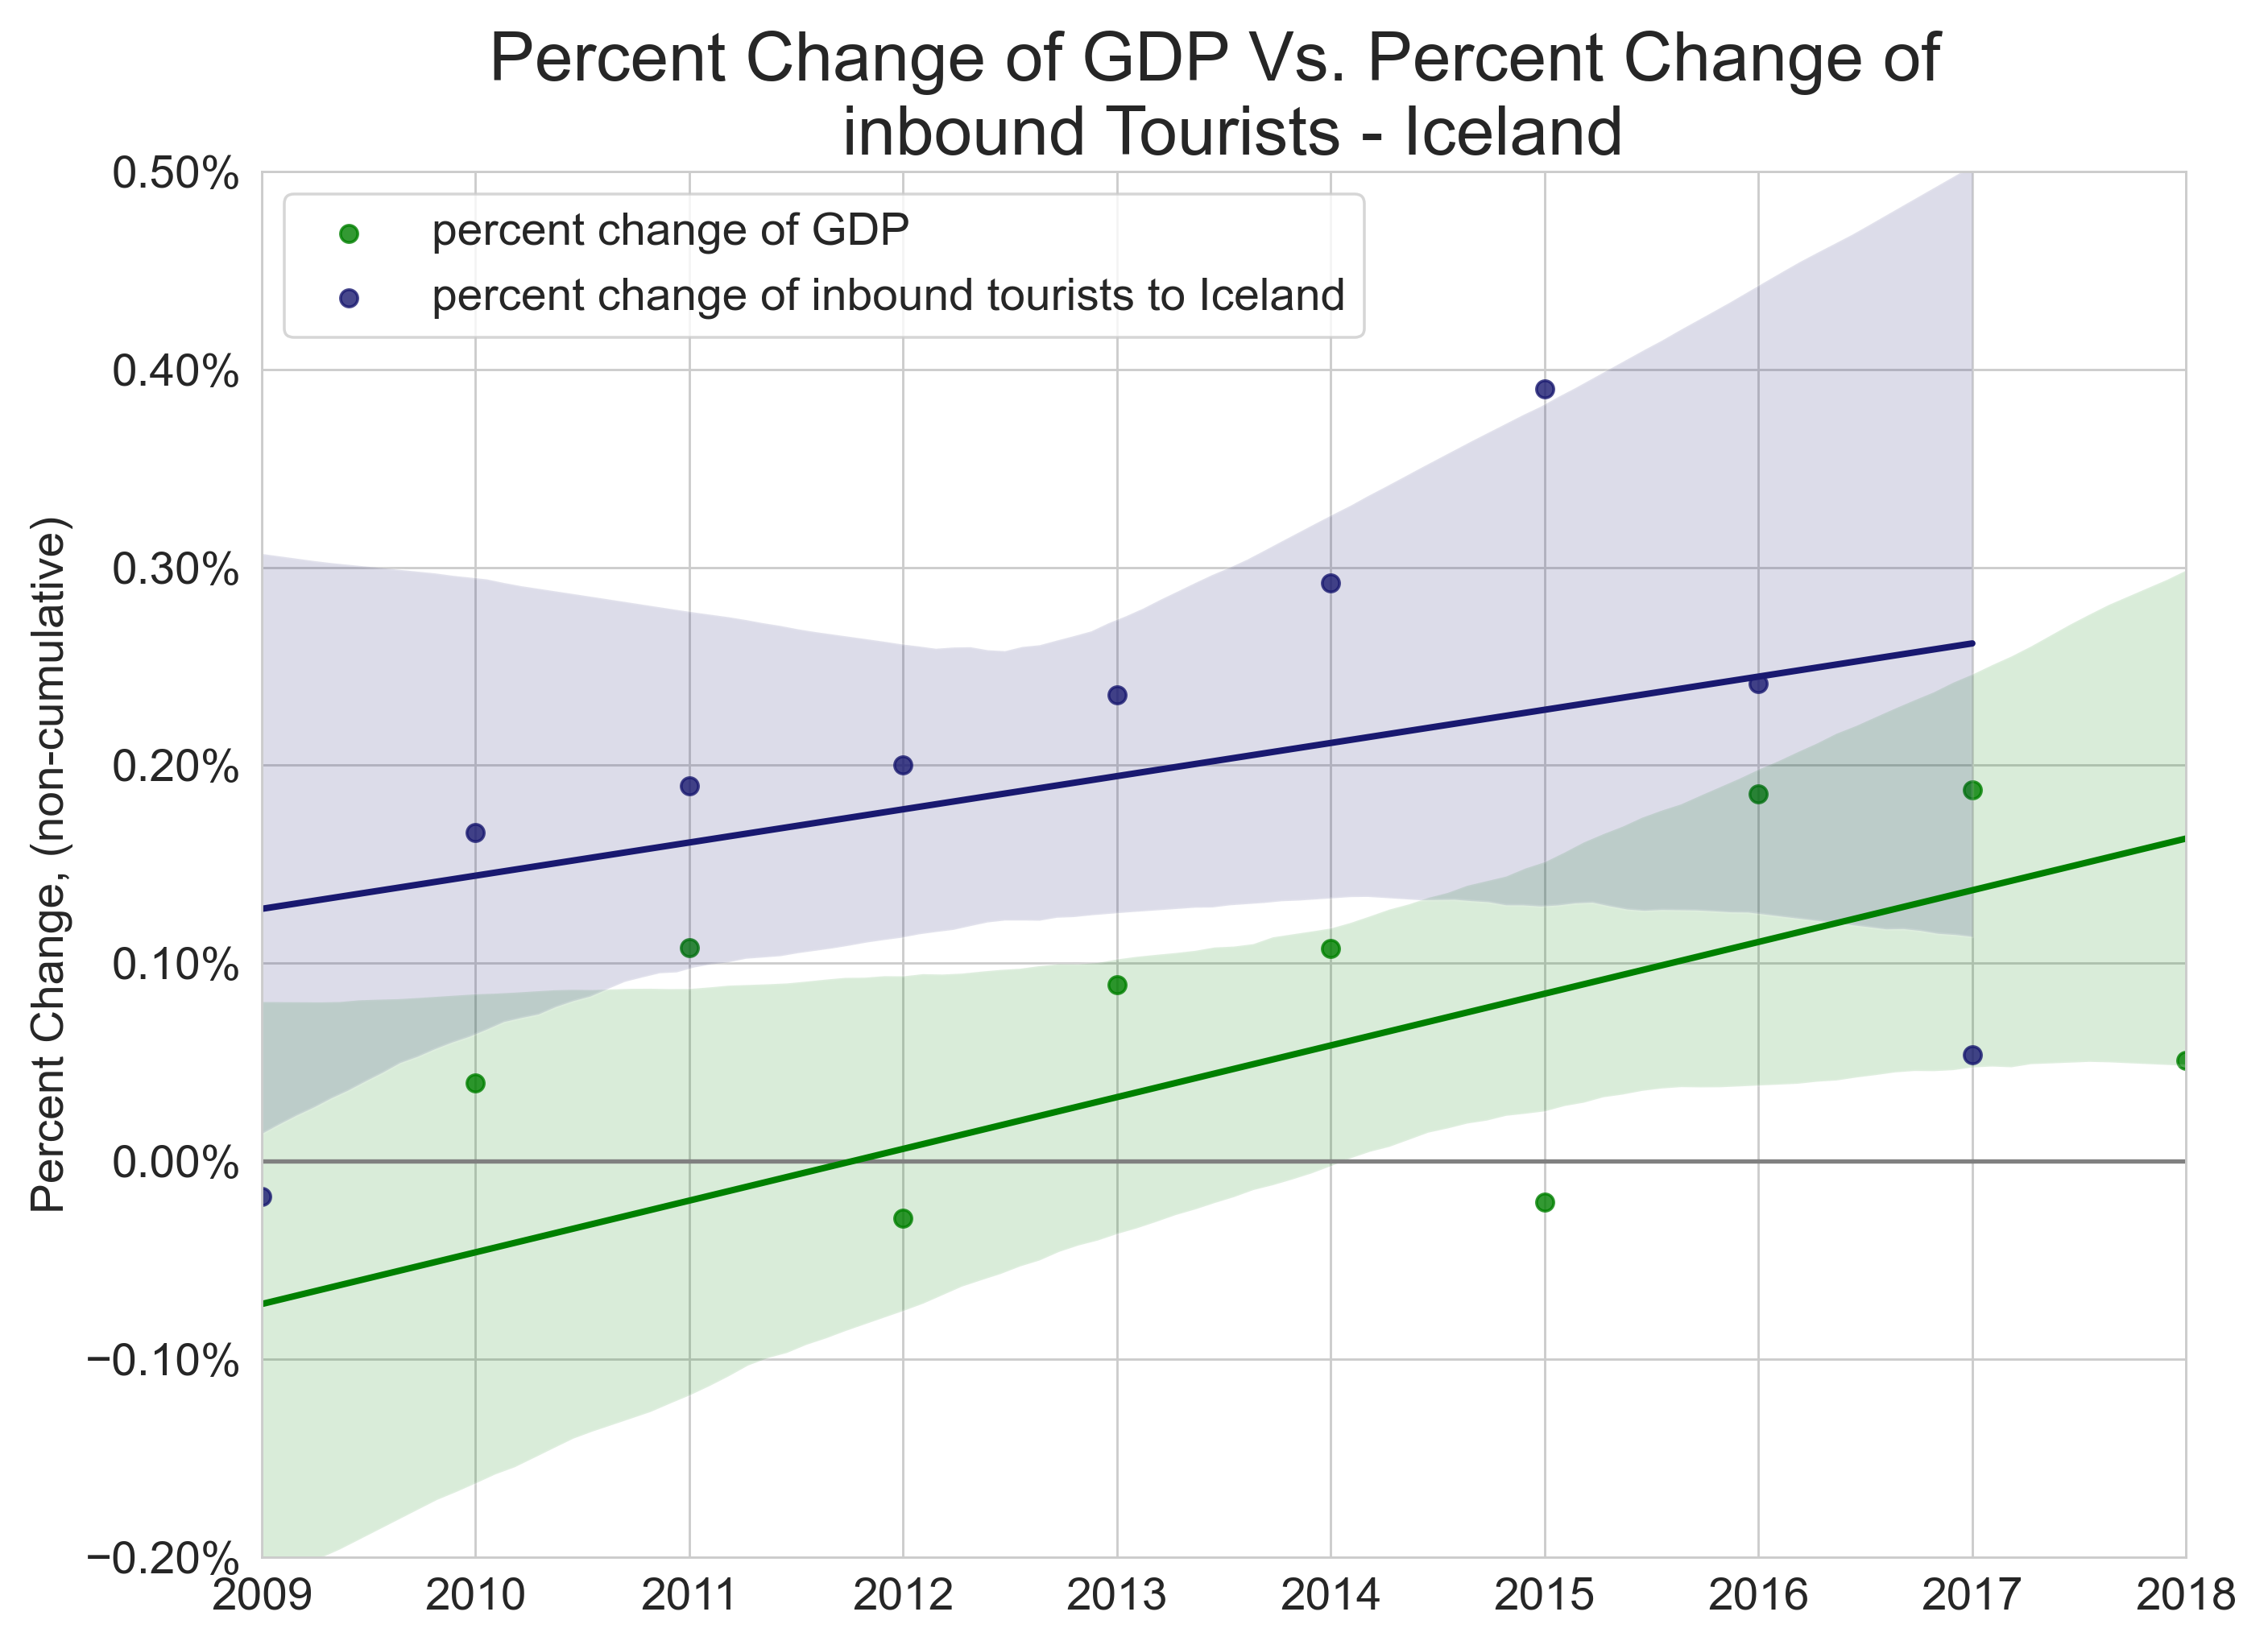 Percent Change of GDP Vs. Percent Change of
inbound Tourists - Iceland
percent change of GDP
percent change of inbound tourists to Iceland
Percent Change, (non-cumulative)
0.50%
0.40%
0.30%
0.20%
0.10%
0.00%
−0.10%
−0.20%
2009 2010 2011 2012 2013 2014 2015 2016 2017 2018